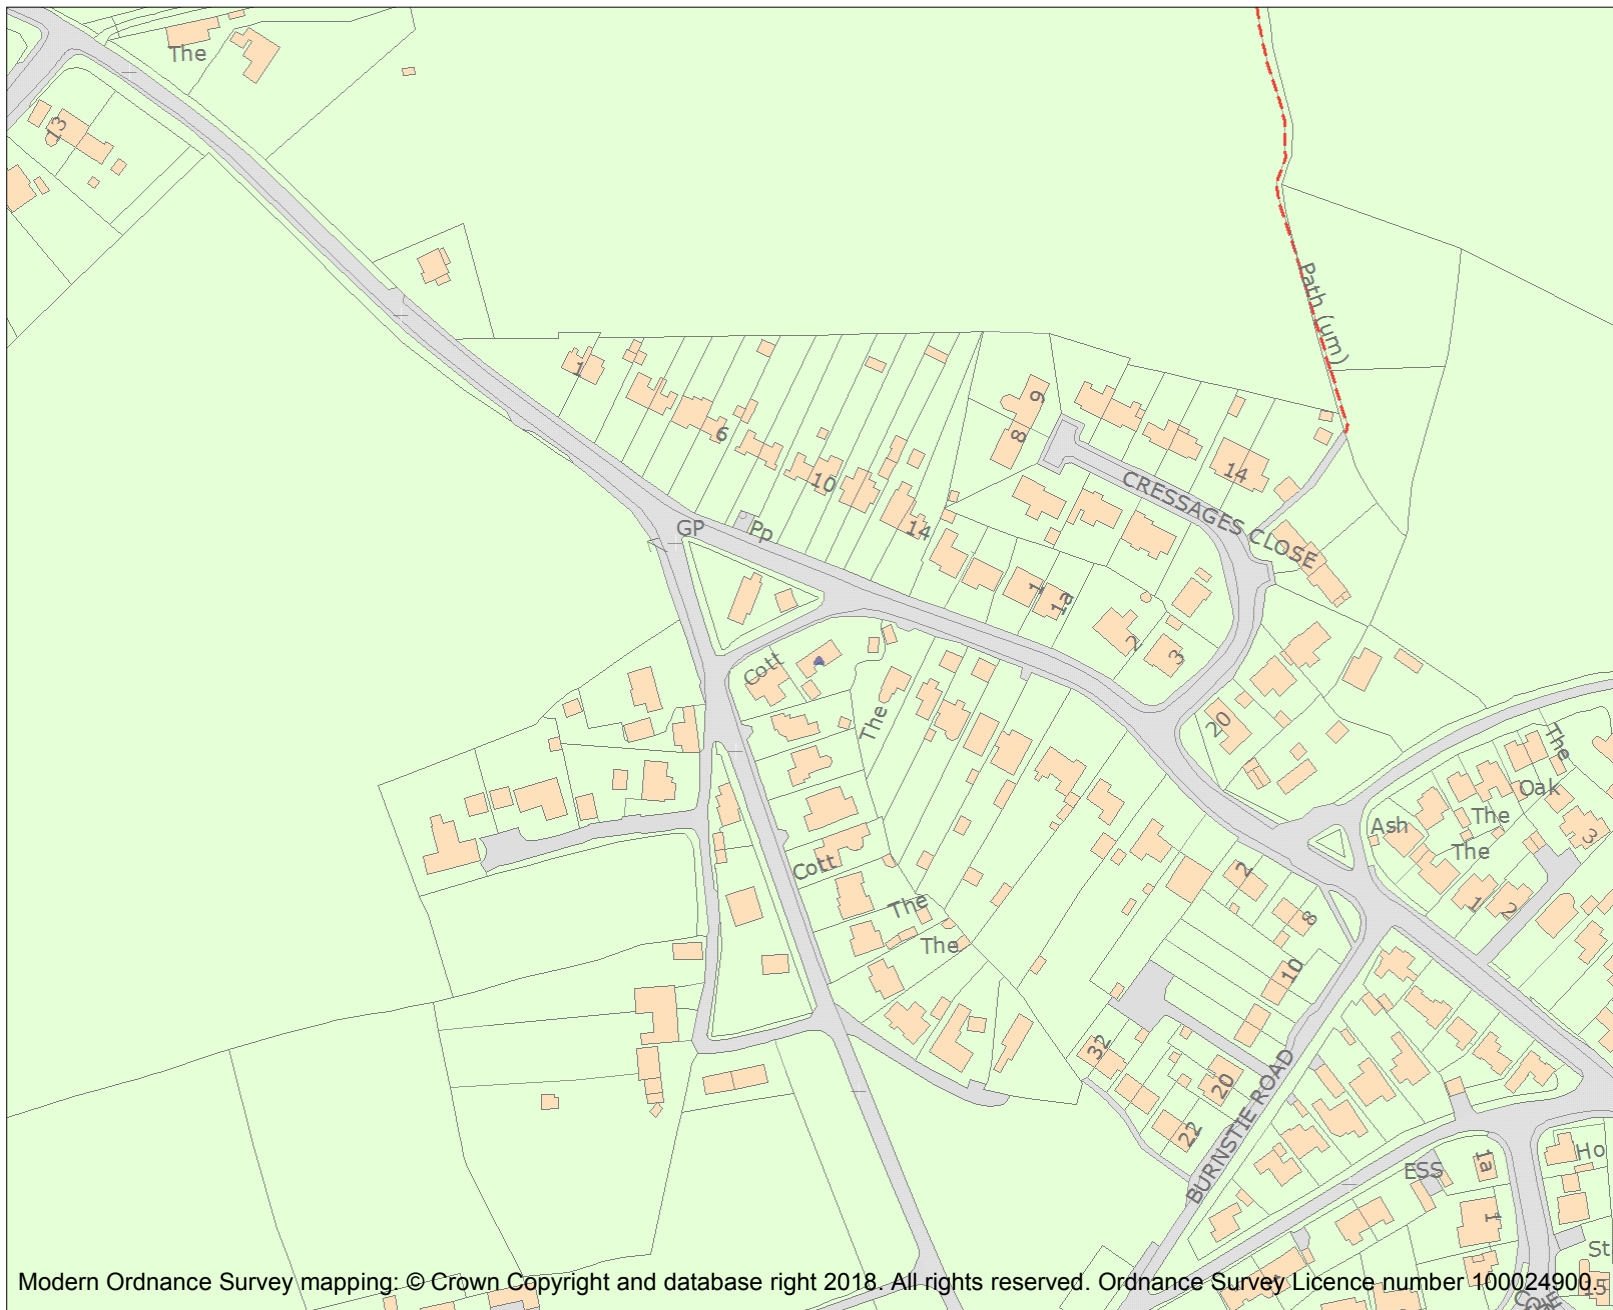 The
13
Path (um)
1
6
10
14
9
8
CRESSAGES CLOSE
14
GP
Pp
1
1a
2
3
Cott
The
20
The
Oak
The
Ash
The
3
1
2
Cott
The
The
2
8
10
32
20
22
BURNSTIE ROAD
ESS
1a
1
Ho
St
15
Modern Ordnance Survey mapping: © Crown Copyright and database right 2018. All rights reserved. Ordnance Survey Licence number 100024900.